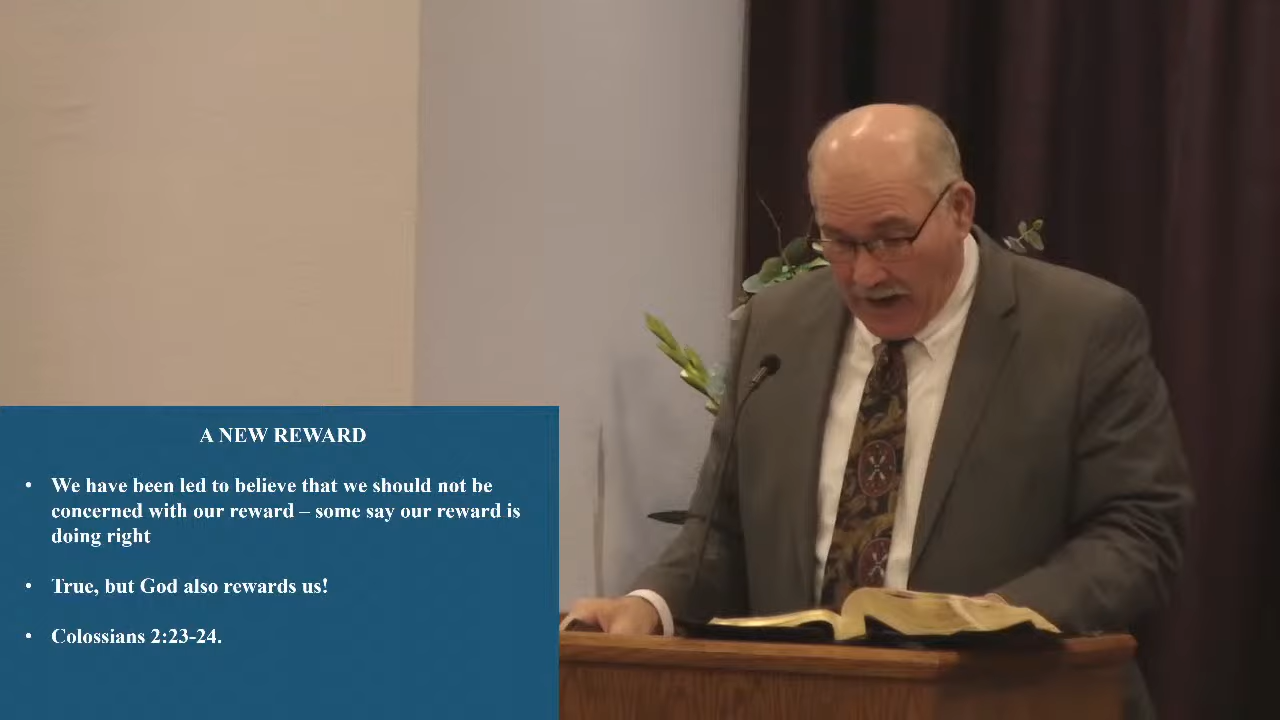 A NEW REWARD
• We have been led to believe that we should not be
concerned with our reward – some say our reward is
doing right
• True, but God also rewards us!
• Colossians 2:23-24.